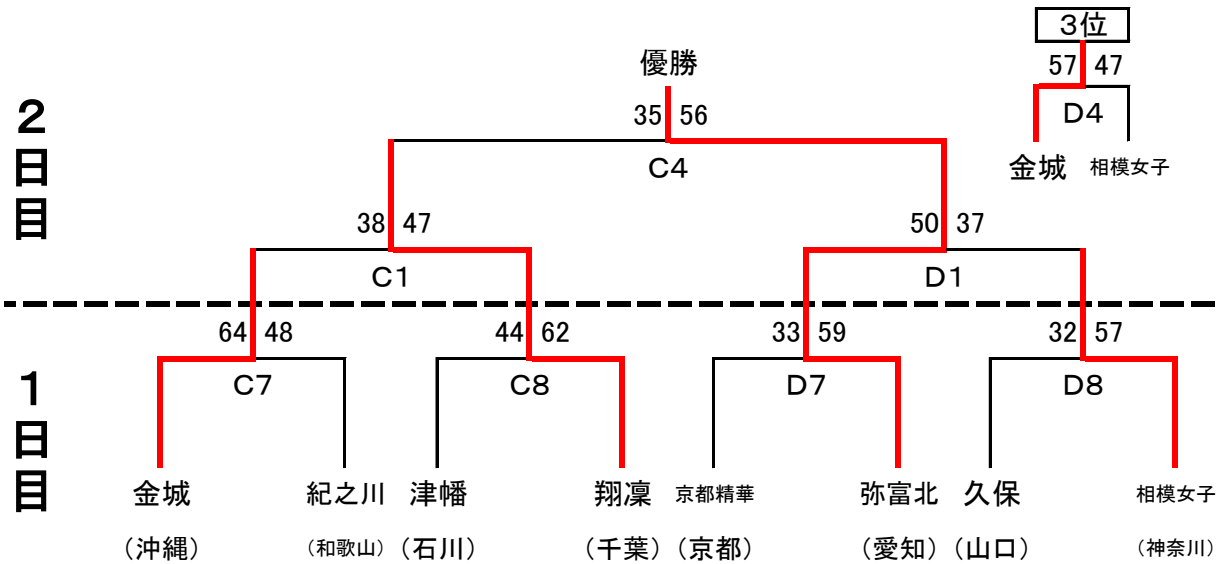 3位
優勝
57 47
35 56
D4
C4
金城 相模女子
2日目
38 47
50 37
C1
D1
64 48
44 62
33 59
32 57
C7
C8
D7
D8
1日目
金城 紀之川 津幡 翔凜 京都精華 弥富北 久保 相模女子
（沖縄） （和歌山） （石川） （千葉） （京都） （愛知） （山口） （神奈川）